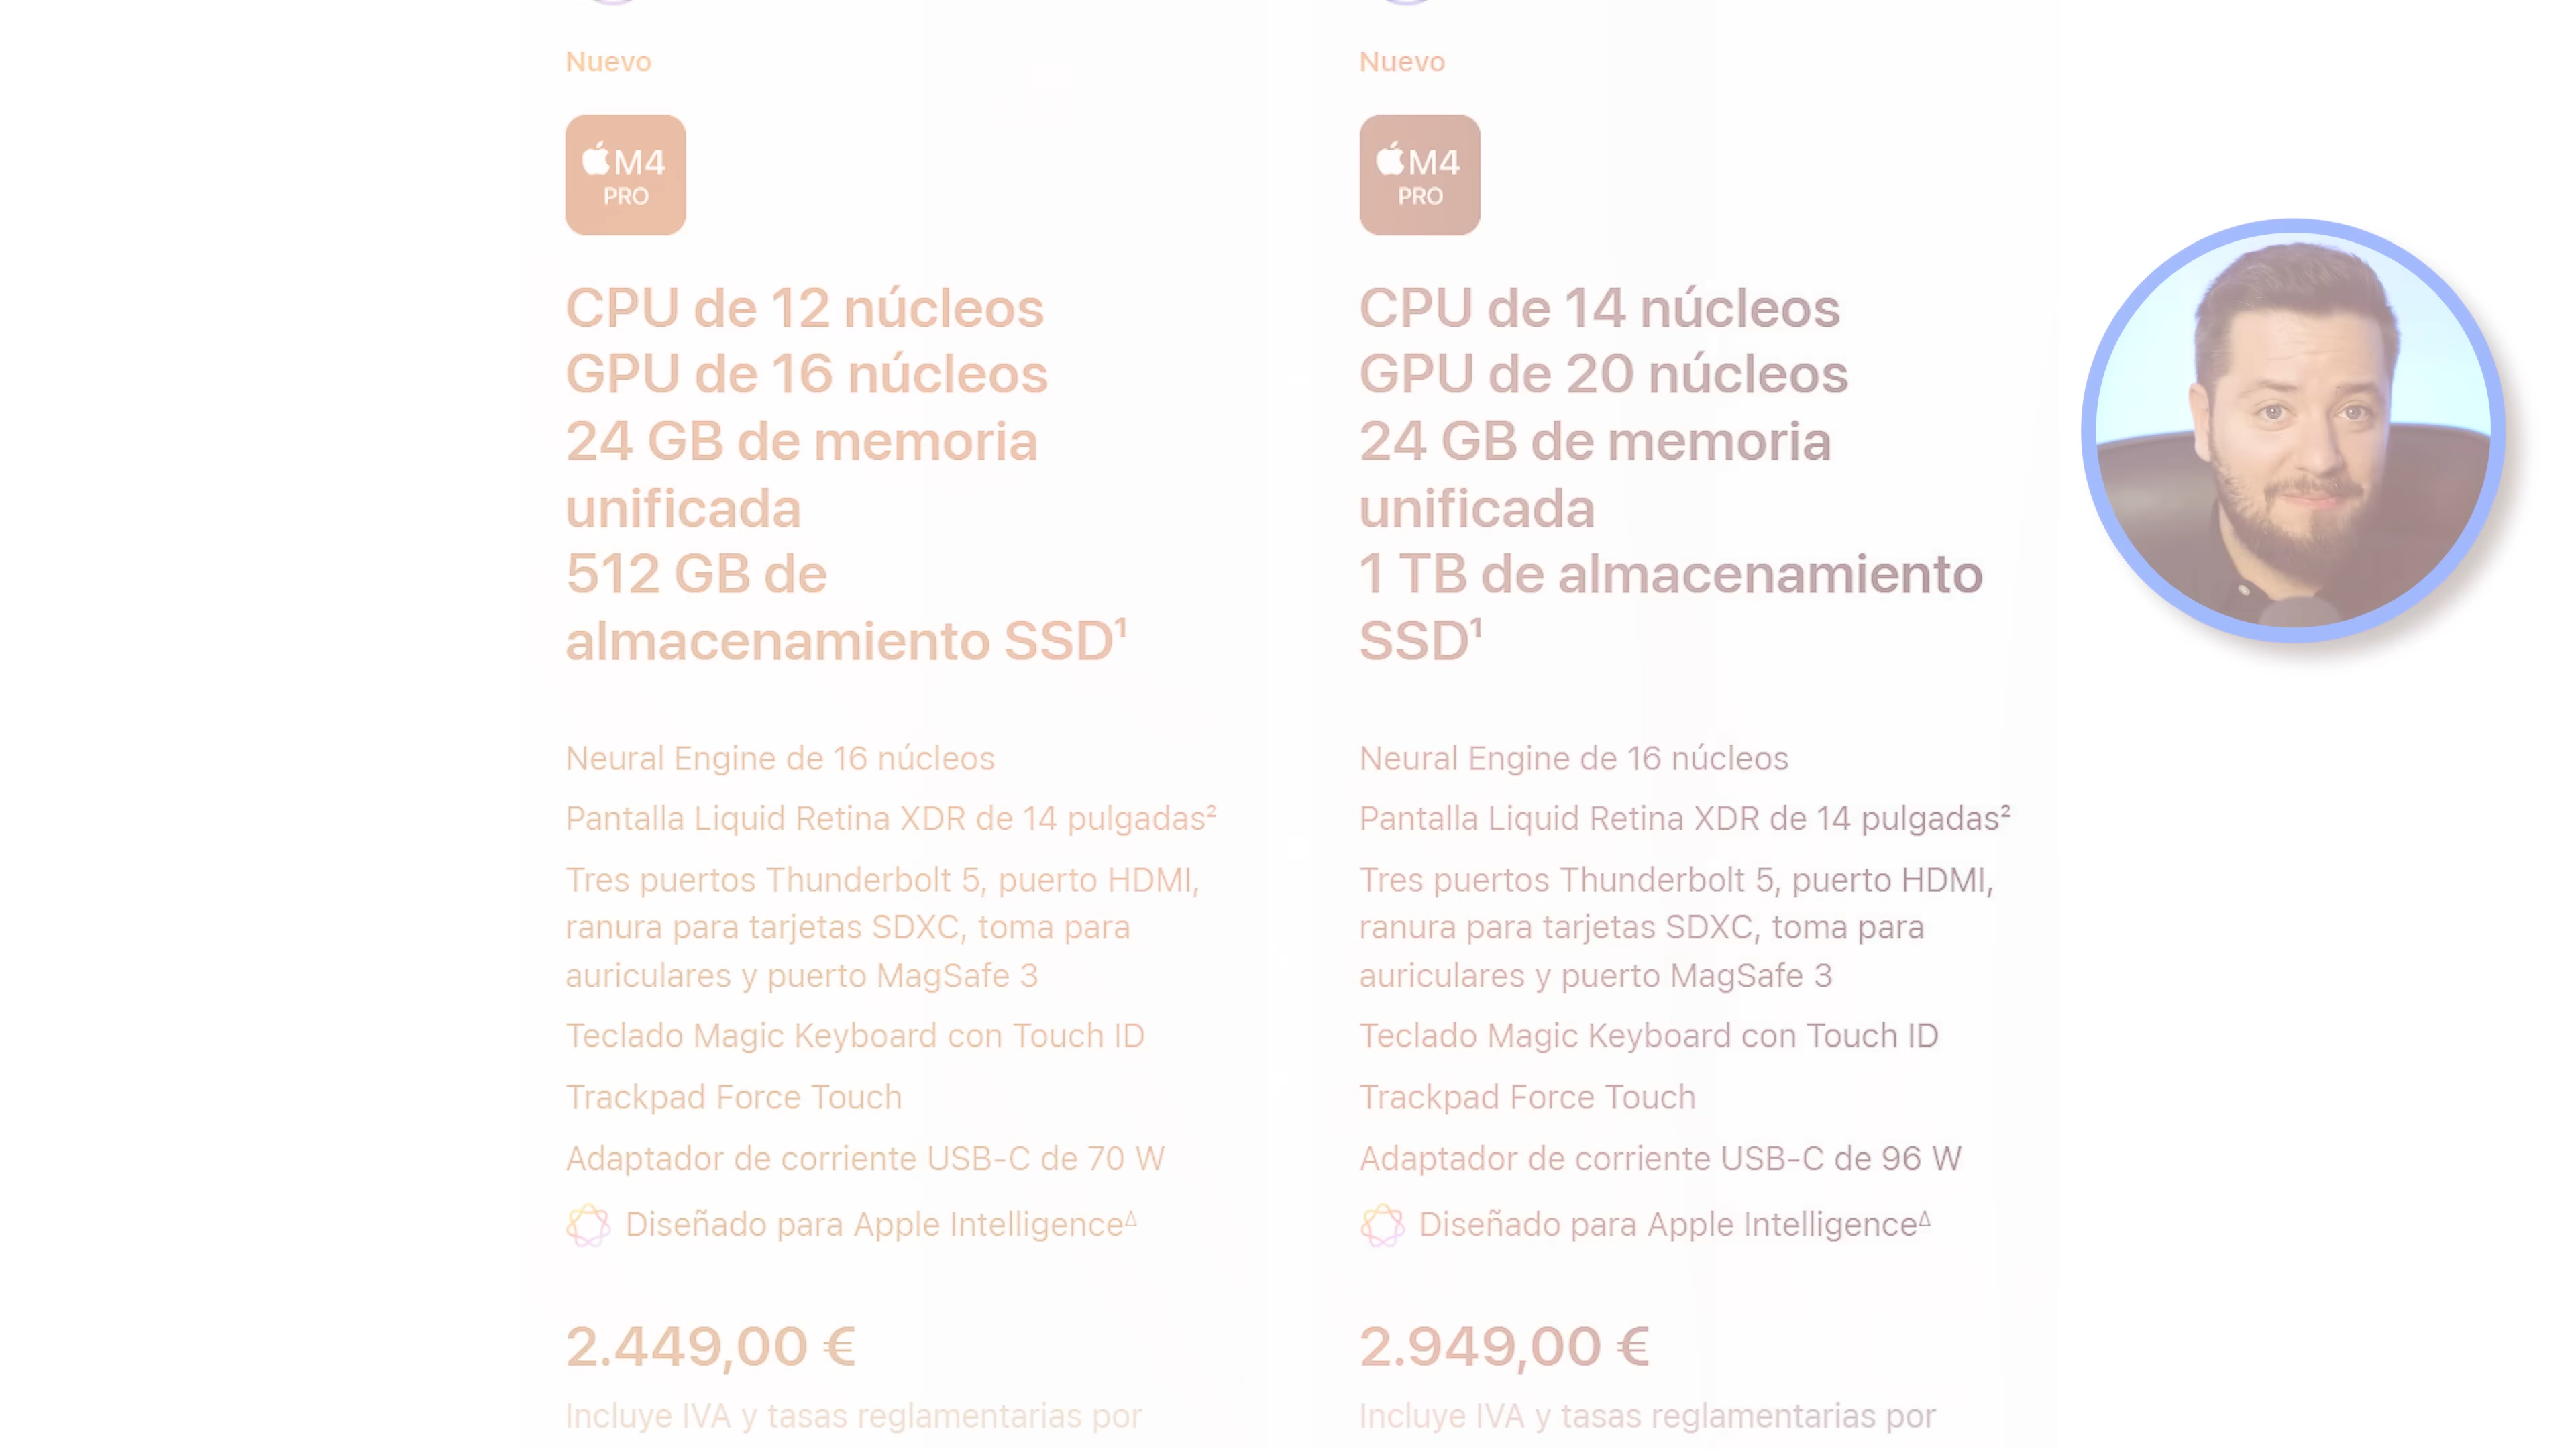 Nuevo
M4
PRO
CPU de 12 núcleos
GPU de 16 núcleos
24 GB de memoria
unificada
512 GB de
almacenamiento SSD¹
Neural Engine de 16 núcleos
Pantalla Liquid Retina XDR de 14 pulgadas²
Tres puertos Thunderbolt 5, puerto HDMI,
ranura para tarjetas SDXC, toma para
auriculares y puerto MagSafe 3
Teclado Magic Keyboard con Touch ID
Trackpad Force Touch
Adaptador de corriente USB-C de 70 W
Diseñado para Apple Intelligence∆
2.449,00 €
Incluye IVA y tasas reglamentarias por
Nuevo
M4
PRO
CPU de 14 núcleos
GPU de 20 núcleos
24 GB de memoria
unificada
1 TB de almacenamiento
SSD¹
Neural Engine de 16 núcleos
Pantalla Liquid Retina XDR de 14 pulgadas²
Tres puertos Thunderbolt 5, puerto HDMI,
ranura para tarjetas SDXC, toma para
auriculares y puerto MagSafe 3
Teclado Magic Keyboard con Touch ID
Trackpad Force Touch
Adaptador de corriente USB-C de 96 W
Diseñado para Apple Intelligence∆
2.949,00 €
Incluye IVA y tasas reglamentarias por